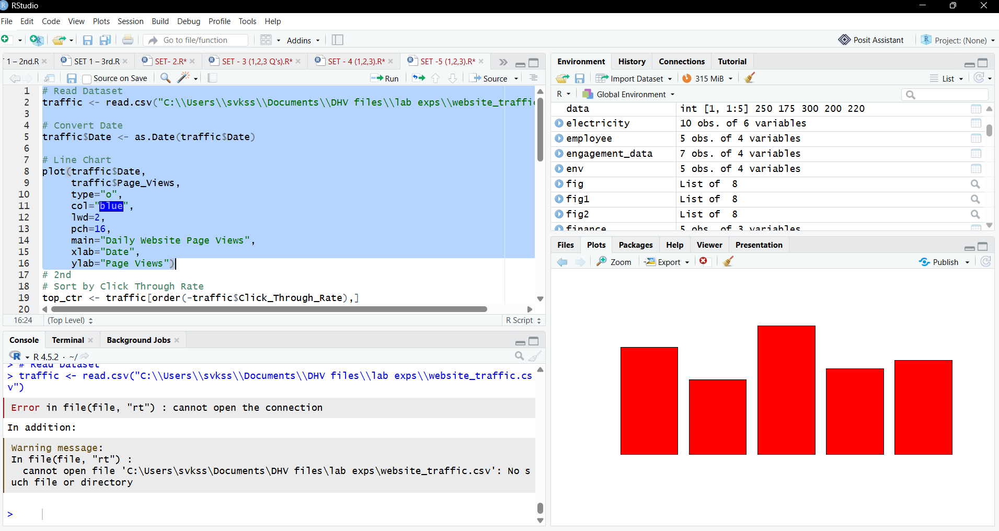 RStudio
File Edit Code View Plots Session Build Debug Profile Tools Help
Go to file/function Addins Posit Assistant Project: (None)
1 – 2nd.R SET 1 – 3rd.R SET- 2.R* SET - 3 (1,2,3 Q's).R* SET - 4 (1,2,3).R* SET -5 (1,2,3).R*
Source on Save Run Source
1 # Read Dataset
2 traffic <- read.csv("C:\\Users\\svkss\\Documents\\DHV files\\lab exps\\website_traffic
3
4 # Convert Date
5 traffic$Date <- as.Date(traffic$Date)
6
7 # Line Chart
8 plot(traffic$Date,
9 traffic$Page_Views,
10 type="o",
11 col="blue",
12 lwd=2,
13 pch=16,
14 main="Daily Website Page Views",
15 xlab="Date",
16 ylab="Page Views")
17 # 2nd
18 # Sort by Click Through Rate
19 top_ctr <- traffic[order(-traffic$Click_Through_Rate),]
20
16:24 (Top Level) R Script
Console Terminal Background Jobs
R R 4.5.2 · ~/
> # Read Dataset
> traffic <- read.csv("C:\\Users\\svkss\\Documents\\DHV files\\lab exps\\website_traffic.cs
v")
Error in file(file, "rt") : cannot open the connection
In addition:
Warning message:
In file(file, "rt") :
cannot open file 'C:\Users\svkss\Documents\DHV files\lab exps\website_traffic.csv': No s
uch file or directory
>
Environment History Connections Tutorial
Import Dataset 315 MiB List
R Global Environment
data int [1, 1:5] 250 175 300 200 220
electricity 10 obs. of 6 variables
employee 5 obs. of 4 variables
engagement_data 7 obs. of 4 variables
env 5 obs. of 4 variables
fig List of 8
fig1 List of 8
fig2 List of 8
finance 5 obs. of 3 variables
Files Plots Packages Help Viewer Presentation
Zoom Export Publish